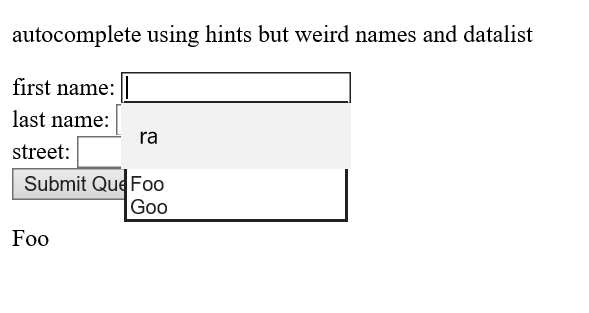 autocomplete using hints but weird names and datalist
first name:
last name:
ra
street:
Submit Que
Foo
Goo
Foo